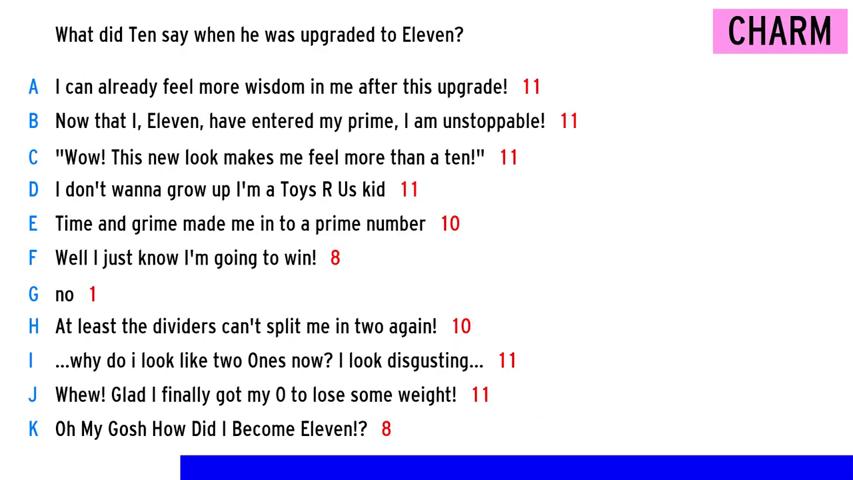 What did Ten say when he was upgraded to Eleven?
CHARM
A I can already feel more wisdom in me after this upgrade! 11
B Now that I, Eleven, have entered my prime, I am unstoppable! 11
C "Wow! This new look makes me feel more than a ten!" 11
D I don't wanna grow up I'm a Toys R Us kid 11
E Time and grime made me in to a prime number 10
F Well I just know I'm going to win! 8
G no 1
H At least the dividers can't split me in two again! 10
I ...why do i look like two Ones now? I look disgusting... 11
J Whew! Glad I finally got my 0 to lose some weight! 11
K Oh My Gosh How Did I Become Eleven!? 8